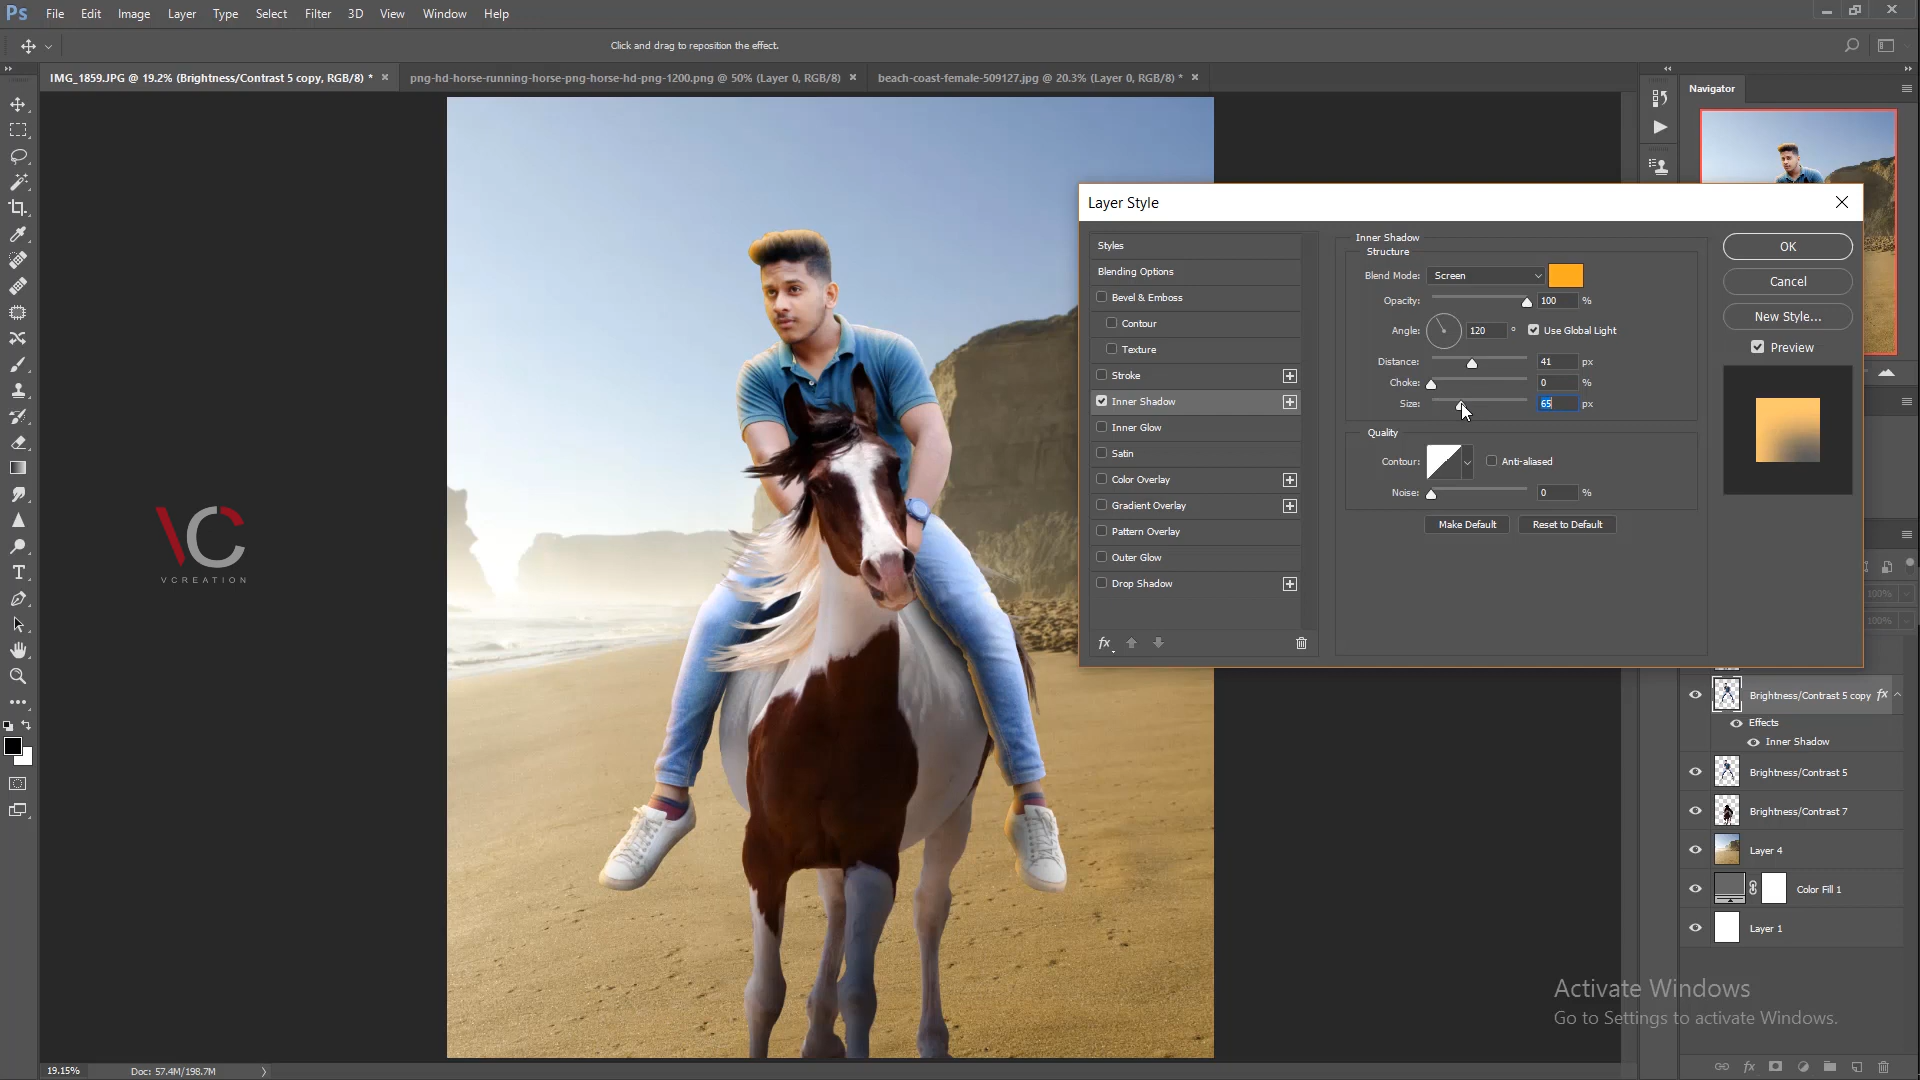 Ps File Edit Image Layer Type Select Filter 3D View Window Help
Click and drag to reposition the effect.
IMG_1859.JPG @ 19.2% (Brightness/Contrast 5 copy, RGB/8) *
png-hd-horse-running-horse-png-horse-hd-png-1200.png @ 50% (Layer 0, RGB/8)
beach-coast-female-509127.jpg @ 20.3% (Layer 0, RGB/8) *
Navigator
Layer Style
Styles
Blending Options
Bevel & Emboss
Contour
Texture
Stroke
Inner Shadow
Inner Glow
Satin
Color Overlay
Gradient Overlay
Pattern Overlay
Outer Glow
Drop Shadow
fx
Inner Shadow
Structure
Blend Mode: Screen
Opacity: 100 %
Angle: 120 ° Use Global Light
Distance: 41 px
Choke: 0 %
Size: 65 px
Quality
Contour: Anti-aliased
Noise: 0 %
Make Default Reset to Default
OK
Cancel
New Style...
Preview
100%
100%
Brightness/Contrast 5 copy fx
Effects
Inner Shadow
Brightness/Contrast 5
Brightness/Contrast 7
Layer 4
Color Fill 1
Layer 1
VC
VCREATION
Activate Windows
Go to Settings to activate Windows.
19.15% Doc: 57.4M/198.7M
fx